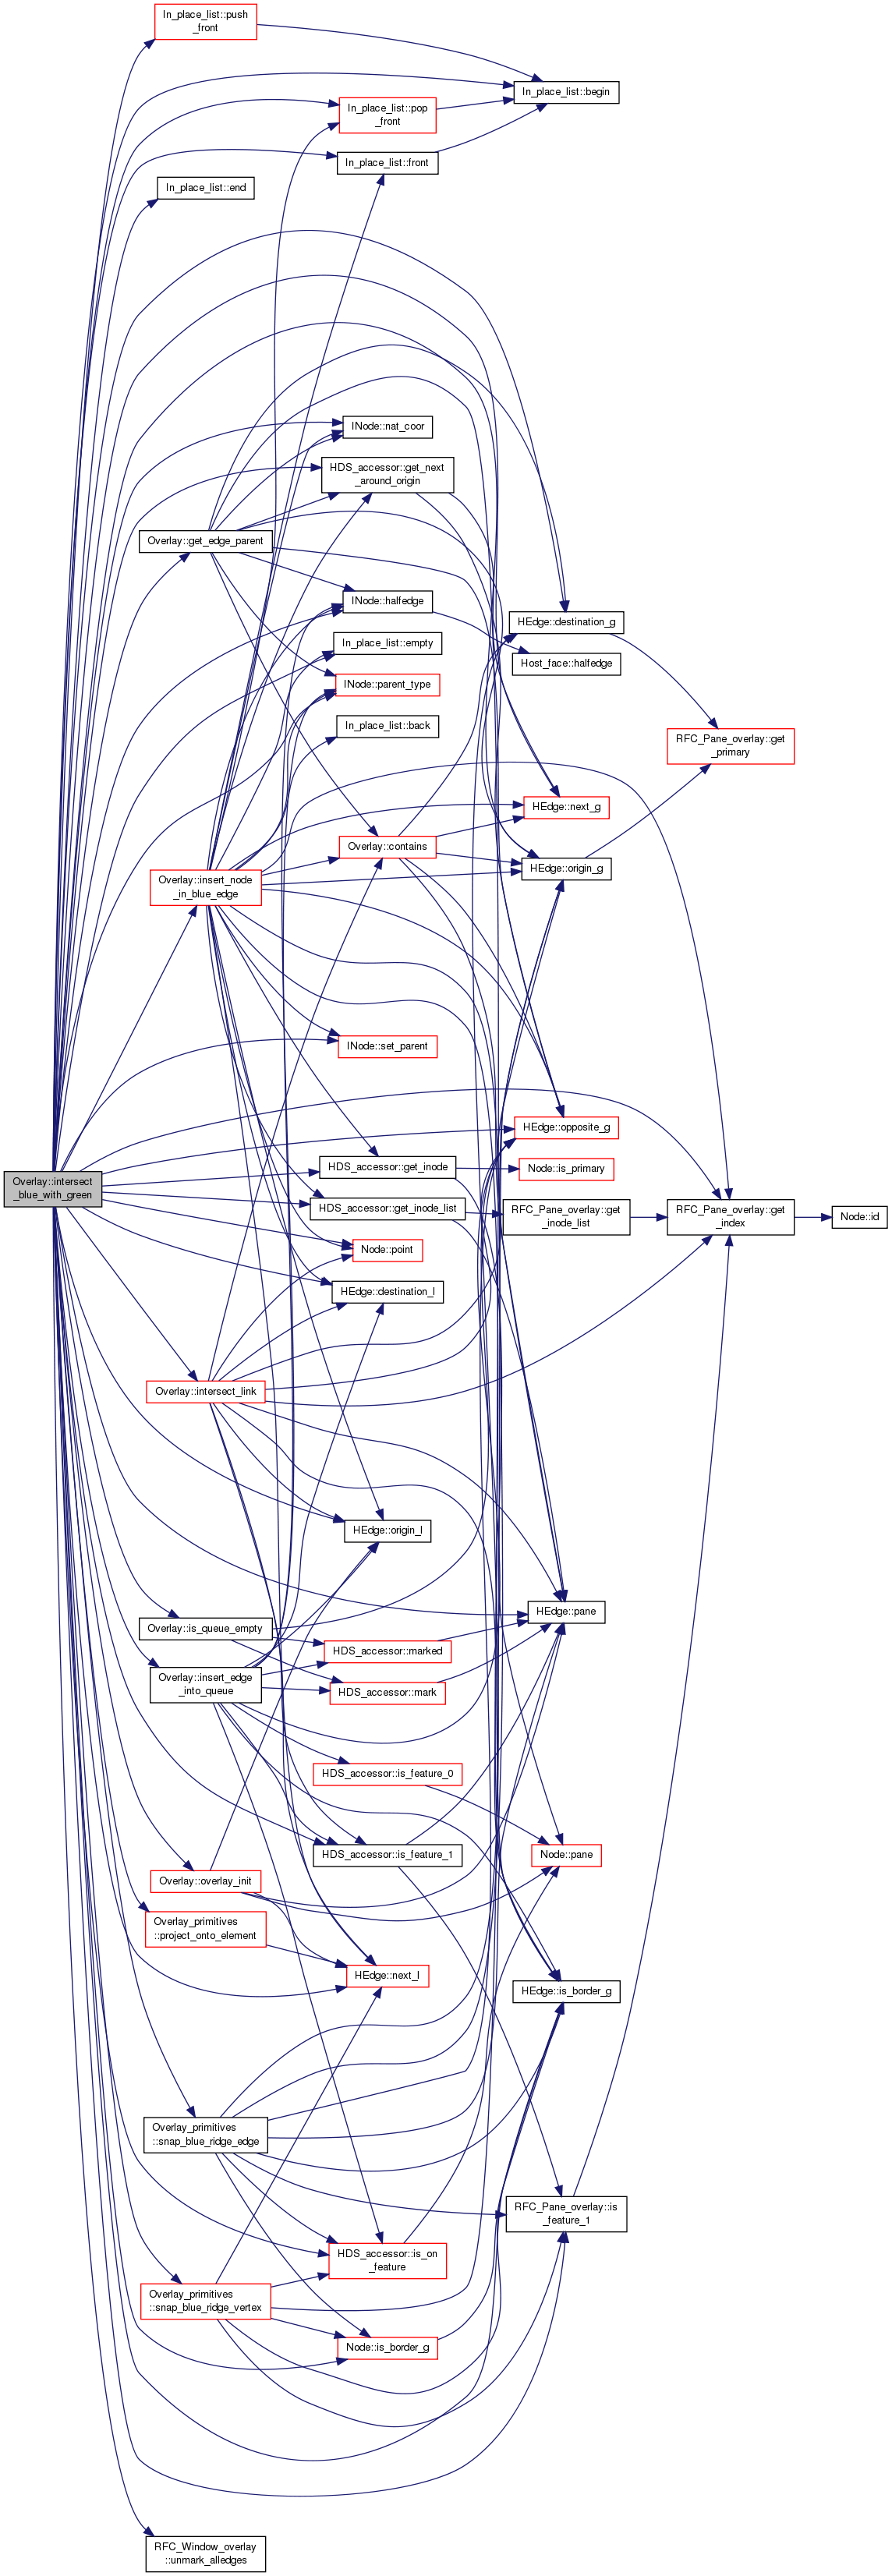 In_place_list::push
_front
In_place_list::begin
In_place_list::pop
_front
In_place_list::front
In_place_list::end
INode::nat_coor
HDS_accessor::get_next
_around_origin
Overlay::get_edge_parent
INode::halfedge
HEdge::destination_g
In_place_list::empty
Host_face::halfedge
INode::parent_type
In_place_list::back
RFC_Pane_overlay::get
_primary
HEdge::next_g
Overlay::contains
HEdge::origin_g
Overlay::insert_node
_in_blue_edge
INode::set_parent
HEdge::opposite_g
HDS_accessor::get_inode
Node::is_primary
Overlay::intersect
_blue_with_green
HDS_accessor::get_inode_list
RFC_Pane_overlay::get
_inode_list
RFC_Pane_overlay::get
_index
Node::id
Node::point
HEdge::destination_l
Overlay::intersect_link
HEdge::origin_l
HEdge::pane
Overlay::is_queue_empty
HDS_accessor::marked
Overlay::insert_edge
_into_queue
HDS_accessor::mark
HDS_accessor::is_feature_0
HDS_accessor::is_feature_1
Node::pane
Overlay::overlay_init
Overlay_primitives
::project_onto_element
HEdge::next_l
HEdge::is_border_g
Overlay_primitives
::snap_blue_ridge_edge
RFC_Pane_overlay::is
_feature_1
HDS_accessor::is_on
_feature
Overlay_primitives
::snap_blue_ridge_vertex
Node::is_border_g
RFC_Window_overlay
::unmark_alledges